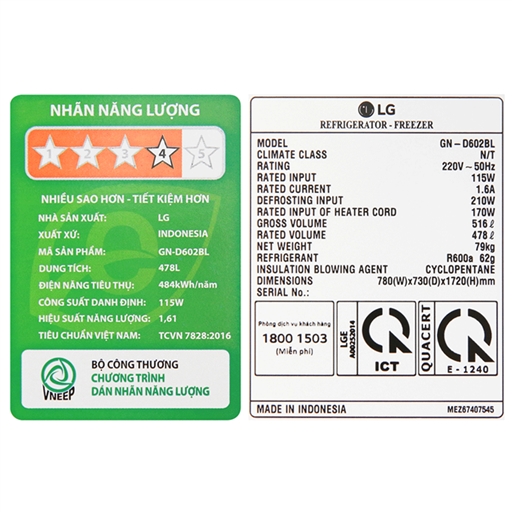 NHÃN NĂNG LƯỢNG
1 2 3 4 5
NHIỀU SAO HƠN - TIẾT KIỆM HƠN
NHÀ SẢN XUẤT: LG
XUẤT XỨ: INDONESIA
MÃ SẢN PHẨM: GN-D602BL
DUNG TÍCH: 478L
ĐIỆN NĂNG TIÊU THỤ: 484kWh/năm
CÔNG SUẤT DANH ĐỊNH: 115W
HIỆU SUẤT NĂNG LƯỢNG: 1,61
TIÊU CHUẨN VIỆT NAM: TCVN 7828:2016
VNEEP
BỘ CÔNG THƯƠNG
CHƯƠNG TRÌNH
DÁN NHÃN NĂNG LƯỢNG
LG
REFRIGERATOR - FREEZER
MODEL GN - D602BL
CLIMATE CLASS N/T
RATING 220V ~ 50Hz
RATED INPUT 115W
RATED CURRENT 1.6A
DEFROSTING INPUT 210W
RATED INPUT OF HEATER CORD 170W
GROSS VOLUME 516 ℓ
RATED VOLUME 478 ℓ
NET WEIGHT 79kg
REFRIGERANT R600a 62g
INSULATION BLOWING AGENT CYCLOPENTANE
DIMENSIONS 780(W)x730(D)x1720(H)mm
SERIAL No.:
Phòng dịch vụ khách hàng
1800 1503
(Miễn phí)
LGE
A00252014
ICT
QUACERT
E - 1240
MADE IN INDONESIA MEZ67407545